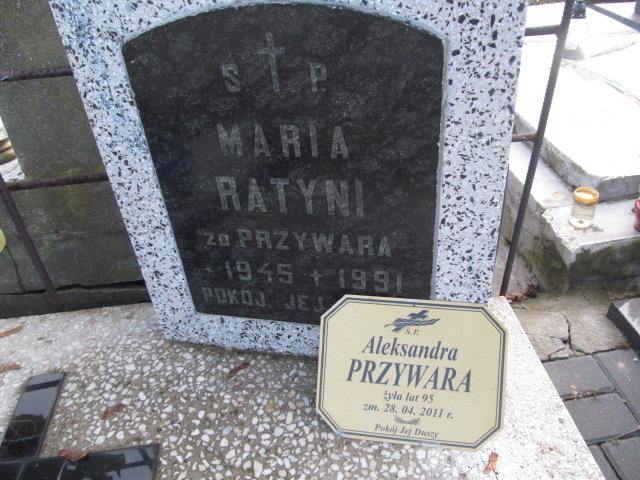 Ś P.
MARIA
RATYNI
zd PRZYWARA
* 1945 + 1991
POKÓJ JEJ
Ś.P.
Aleksandra
PRZYWARA
żyła lat 95
zm. 28. 04. 2011 r.
Pokój Jej Duszy